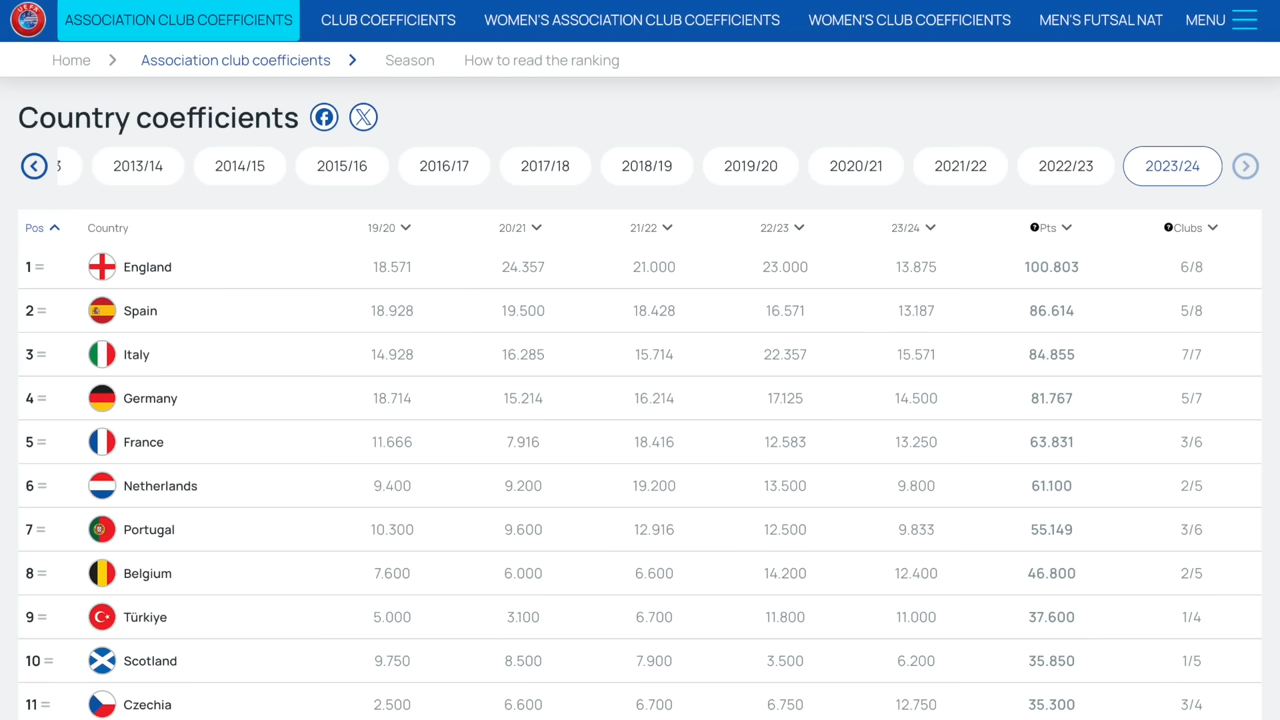 UEFA
ASSOCIATION CLUB COEFFICIENTS CLUB COEFFICIENTS WOMEN'S ASSOCIATION CLUB COEFFICIENTS WOMEN'S CLUB COEFFICIENTS MEN'S FUTSAL NAT MENU
Home Association club coefficients Season How to read the ranking
Country coefficients
3 2013/14 2014/15 2015/16 2016/17 2017/18 2018/19 2019/20 2020/21 2021/22 2022/23 2023/24
Pos Country 19/20 20/21 21/22 22/23 23/24 ?Pts ?Clubs
1 = England 18.571 24.357 21.000 23.000 13.875 100.803 6/8
2 = Spain 18.928 19.500 18.428 16.571 13.187 86.614 5/8
3 = Italy 14.928 16.285 15.714 22.357 15.571 84.855 7/7
4 = Germany 18.714 15.214 16.214 17.125 14.500 81.767 5/7
5 = France 11.666 7.916 18.416 12.583 13.250 63.831 3/6
6 = Netherlands 9.400 9.200 19.200 13.500 9.800 61.100 2/5
7 = Portugal 10.300 9.600 12.916 12.500 9.833 55.149 3/6
8 = Belgium 7.600 6.000 6.600 14.200 12.400 46.800 2/5
9 = Türkiye 5.000 3.100 6.700 11.800 11.000 37.600 1/4
10 = Scotland 9.750 8.500 7.900 3.500 6.200 35.850 1/5
11 = Czechia 2.500 6.600 6.700 6.750 12.750 35.300 3/4